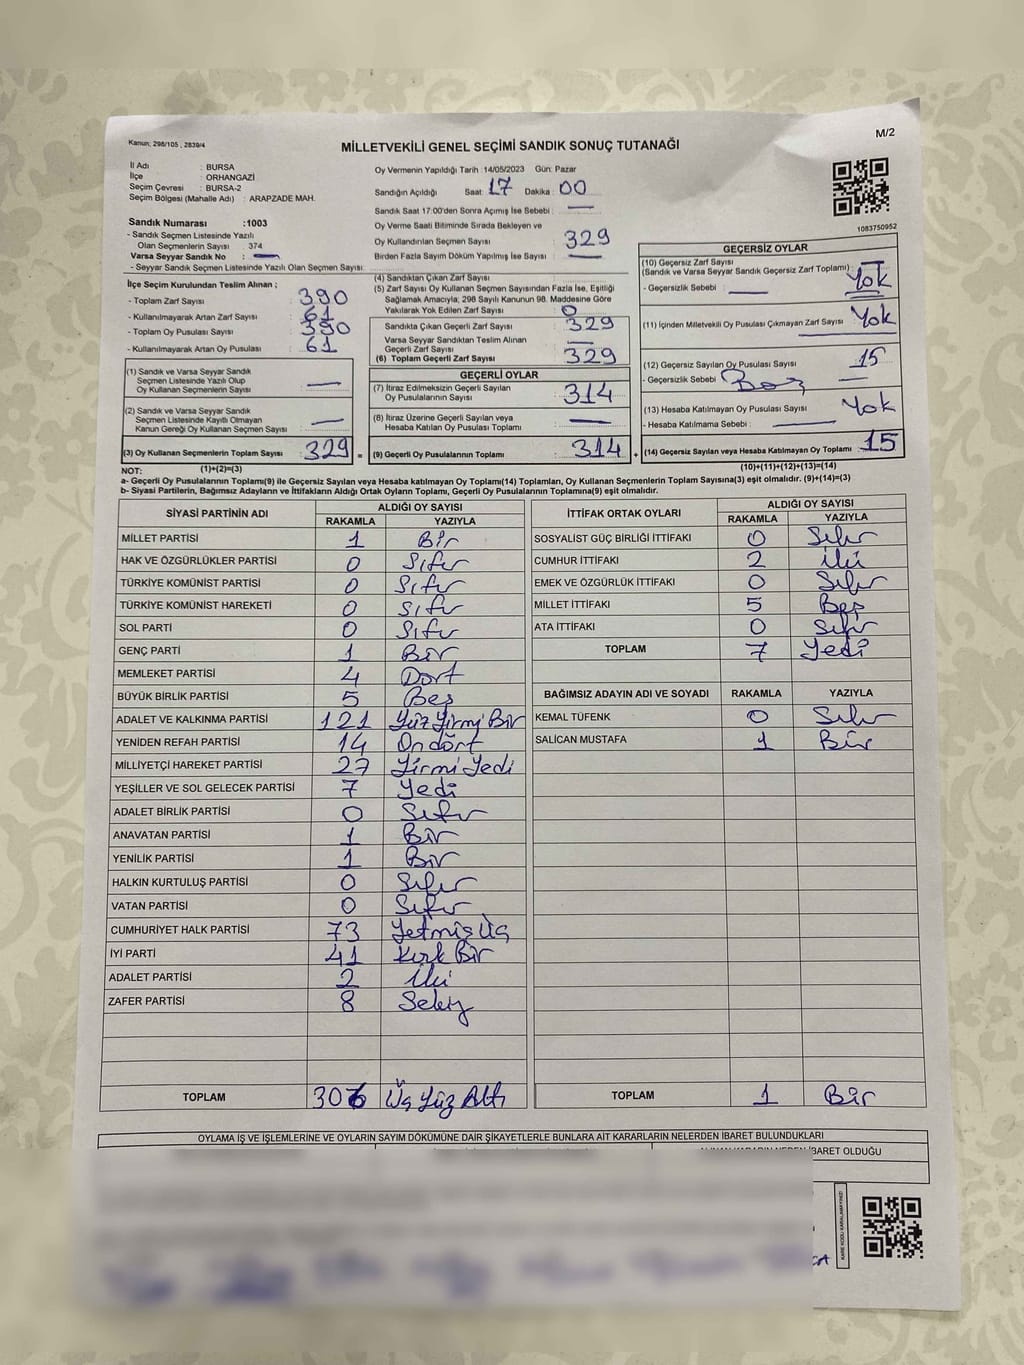 Kanun; 298/105 , 2839/4
MİLLETVEKİLİ GENEL SEÇİMİ SANDIK SONUÇ TUTANAĞI
M/2
İl Adı : BURSA
İlçe : ORHANGAZİ
Seçim Çevresi : BURSA-2
Seçim Bölgesi (Mahalle Adı) : ARAPZADE MAH.
Sandık Numarası :1003
- Sandık Seçmen Listesinde Yazılı
Olan Seçmenlerin Sayısı : 374
Varsa Seyyar Sandık No : —
- Seyyar Sandık Seçmen Listesinde Yazılı Olan Seçmen Sayısı:
Oy Vermenin Yapıldığı Tarih :14/05/2023 Gün: Pazar
Sandığın Açıldığı Saat: 17 Dakika : 00
Sandık Saat 17:00'den Sonra Açımış İse Sebebi : —
Oy Verme Saati Bitiminde Sırada Bekleyen ve
Oy Kullandırılan Seçmen Sayısı : 329
Birden Fazla Sayım Döküm Yapılmış İse Sayısı : —
1083750952
İlçe Seçim Kurulundan Teslim Alınan ;
- Toplam Zarf Sayısı : 390
- Kullanılmayarak Artan Zarf Sayısı : 61
- Toplam Oy Pusulası Sayısı : 390
- Kullanılmayarak Artan Oy Pusulası : 61
(1) Sandık ve Varsa Seyyar Sandık
Seçmen Listesinde Yazılı Olup
Oy Kullanan Seçmenlerin Sayısı : —
(2) Sandık ve Varsa Seyyar Sandık
Seçmen Listesinde Kayıtlı Olmayan
Kanun Gereği Oy Kullanan Seçmen Sayısı : —
(3) Oy Kullanan Seçmenlerin Toplam Sayısı : 329 =
(4) Sandıktan Çıkan Zarf Sayısı
(5) Zarf Sayısı Oy Kullanan Seçmen Sayısından Fazla İse, Eşitliği
Sağlamak Amacıyla; 298 Sayılı Kanunun 98. Maddesine Göre
Yakılarak Yok Edilen Zarf Sayısı : 0
Sandıkta Çıkan Geçerli Zarf Sayısı : 329
Varsa Seyyar Sandıktan Teslim Alınan
Geçerli Zarf Sayısı : —
(6) Toplam Geçerli Zarf Sayısı : 329
GEÇERLİ OYLAR
(7) İtiraz Edilmeksizin Geçerli Sayılan
Oy Pusulalarının Sayısı : 314
(8) İtiraz Üzerine Geçerli Sayılan veya
Hesaba Katılan Oy Pusulası Toplamı : —
(9) Geçerli Oy Pusulalarının Toplamı : 314 +
GEÇERSİZ OYLAR
(10) Geçersiz Zarf Sayısı
(Sandık ve Varsa Seyyar Sandık Geçersiz Zarf Toplamı) : Yok
- Geçersizlik Sebebi : —
(11) İçinden Milletvekili Oy Pusulası Çıkmayan Zarf Sayısı : Yok
(12) Geçersiz Sayılan Oy Pusulası Sayısı : 15
- Geçersizlik Sebebi : Boş —
(13) Hesaba Katılmayan Oy Pusulası Sayısı : Yok
- Hesaba Katılmama Sebebi : —
(14) Geçersiz Sayılan veya Hesaba Katılmayan Oy Toplamı : 15
NOT: (1)+(2)=(3) (10)+(11)+(12)+(13)=(14)
a- Geçerli Oy Pusulalarının Toplamı(9) ile Geçersiz Sayılan veya Hesaba Katılmayan Oy Toplamı(14) Toplamları, Oy Kullanan Seçmenlerin Toplam Sayısına(3) eşit olmalıdır. (9)+(14)=(3)
b- Siyasi Partilerin, Bağımsız Adayların ve İttifakların Aldığı Ortak Oyların Toplamı, Geçerli Oy Pusulalarının Toplamına(9) eşit olmalıdır.
SİYASİ PARTİNİN ADI ALDIĞI OY SAYISI
RAKAMLA YAZIYLA
MİLLET PARTİSİ 1 Bir
HAK VE ÖZGÜRLÜKLER PARTİSİ 0 Sıfır
TÜRKİYE KOMÜNİST PARTİSİ 0 Sıfır
TÜRKİYE KOMÜNİST HAREKETİ 0 Sıfır
SOL PARTİ 0 Sıfır
GENÇ PARTİ 1 Bir
MEMLEKET PARTİSİ 4 Dört
BÜYÜK BİRLİK PARTİSİ 5 Beş
ADALET VE KALKINMA PARTİSİ 121 Yüz Yirmi Bir
YENİDEN REFAH PARTİSİ 14 On dört
MİLLİYETÇİ HAREKET PARTİSİ 27 Yirmi Yedi
YEŞİLLER VE SOL GELECEK PARTİSİ 7 Yedi
ADALET BİRLİK PARTİSİ 0 Sıfır
ANAVATAN PARTİSİ 1 Bir
YENİLİK PARTİSİ 1 Bir
HALKIN KURTULUŞ PARTİSİ 0 Sıfır
VATAN PARTİSİ 0 Sıfır
CUMHURİYET HALK PARTİSİ 73 Yetmiş Üç
İYİ PARTİ 41 Kırk Bir
ADALET PARTİSİ 2 İki
ZAFER PARTİSİ 8 Sekiz
TOPLAM 306 Üç Yüz Altı
İTTİFAK ORTAK OYLARI ALDIĞI OY SAYISI
RAKAMLA YAZIYLA
SOSYALİST GÜÇ BİRLİĞİ İTTİFAKI 0 Sıfır
CUMHUR İTTİFAKI 2 İki
EMEK VE ÖZGÜRLÜK İTTİFAKI 0 Sıfır
MİLLET İTTİFAKI 5 Beş
ATA İTTİFAKI 0 Sıfır
TOPLAM 7 Yedi
BAĞIMSIZ ADAYIN ADI VE SOYADI RAKAMLA YAZIYLA
KEMAL TÜFENK 0 Sıfır
SALİCAN MUSTAFA 1 Bir
TOPLAM 1 Bir
OYLAMA İŞ VE İŞLEMLERİNE VE OYLARIN SAYIM DÖKÜMÜNE DAİR ŞİKAYETLERLE BUNLARA AİT KARARLARIN NELERDEN İBARET BULUNDUKLARI
ALINAN KARARIN NEDEN İBARET OLDUĞU
KARE KODU KARALAMAYINIZ!